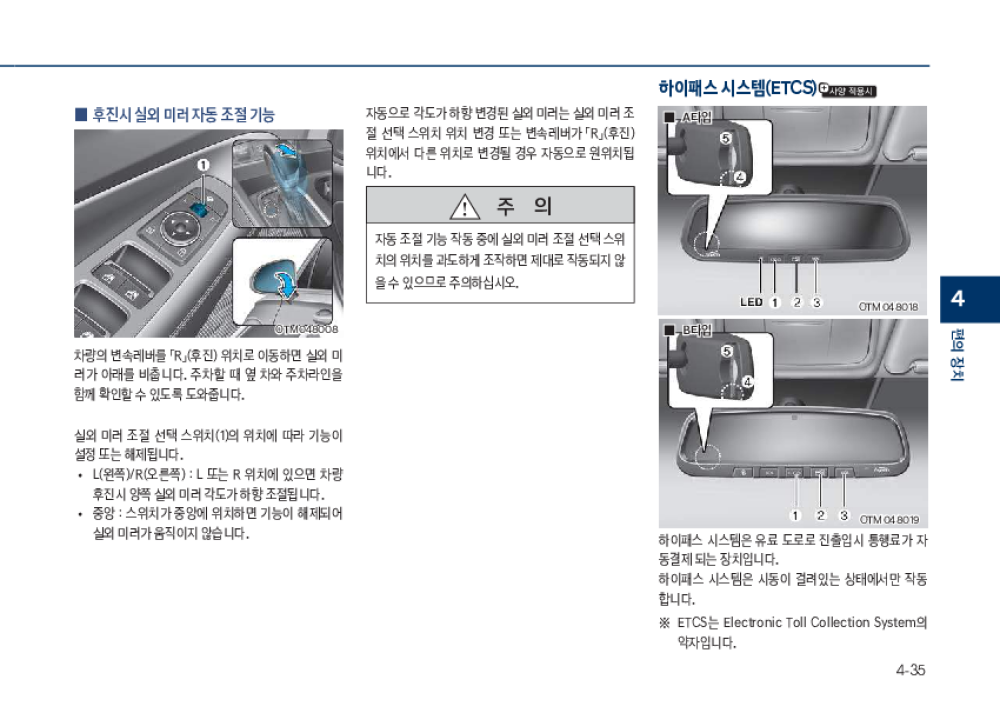 ■ 후진시 실외 미러 자동 조절 기능
①
OTM048008
차량의 변속레버를 「R」(후진) 위치로 이동하면 실외 미
러가 아래를 비춥니다. 주차할 때 옆 차와 주차라인을
함께 확인할 수 있도록 도와줍니다.
실외 미러 조절 선택 스위치(1)의 위치에 따라 기능이
설정 또는 해제됩니다.
• L(왼쪽)/R(오른쪽) : L 또는 R 위치에 있으면 차량
후진시 양쪽 실외 미러 각도가 하향 조절됩니다.
• 중앙 : 스위치가 중앙에 위치하면 기능이 해제되어
실외 미러가 움직이지 않습니다.
자동으로 각도가 하향 변경된 실외 미러는 실외 미러 조
절 선택 스위치 위치 변경 또는 변속레버가 「R」(후진)
위치에서 다른 위치로 변경될 경우 자동으로 원위치됩
니다.
주 의
자동 조절 기능 작동 중에 실외 미러 조절 선택 스위
치의 위치를 과도하게 조작하면 제대로 작동되지 않
을 수 있으므로 주의하십시오.
하이패스 시스템(ETCS) 사양 적용시
■ A타입
⑤
④
LED ① ② ③
OTM048018
■ B타입
⑤
④
① ② ③
OTM048019
하이패스 시스템은 유료 도로로 진출입시 통행료가 자
동결제 되는 장치입니다.
하이패스 시스템은 시동이 걸려있는 상태에서만 작동
합니다.
※ ETCS는 Electronic Toll Collection System의
약자입니다.
4
편의 장치
4-35